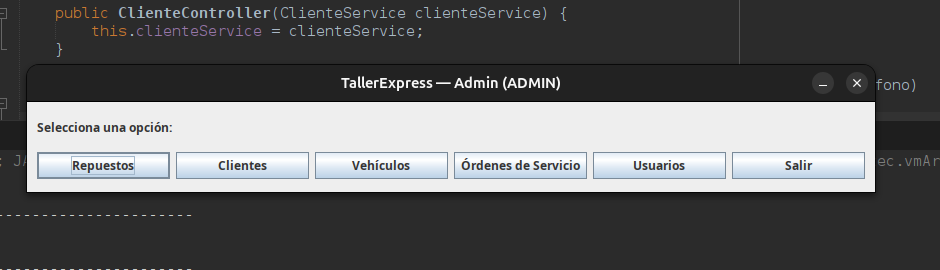 public ClienteController(ClienteService clienteService) {
this.clienteService = clienteService;
}
TallerExpress — Admin (ADMIN)
fono)
Selecciona una opción:
: JA
ec.vmAr
Repuestos Clientes Vehículos Órdenes de Servicio Usuarios Salir
----------------------
----------------------